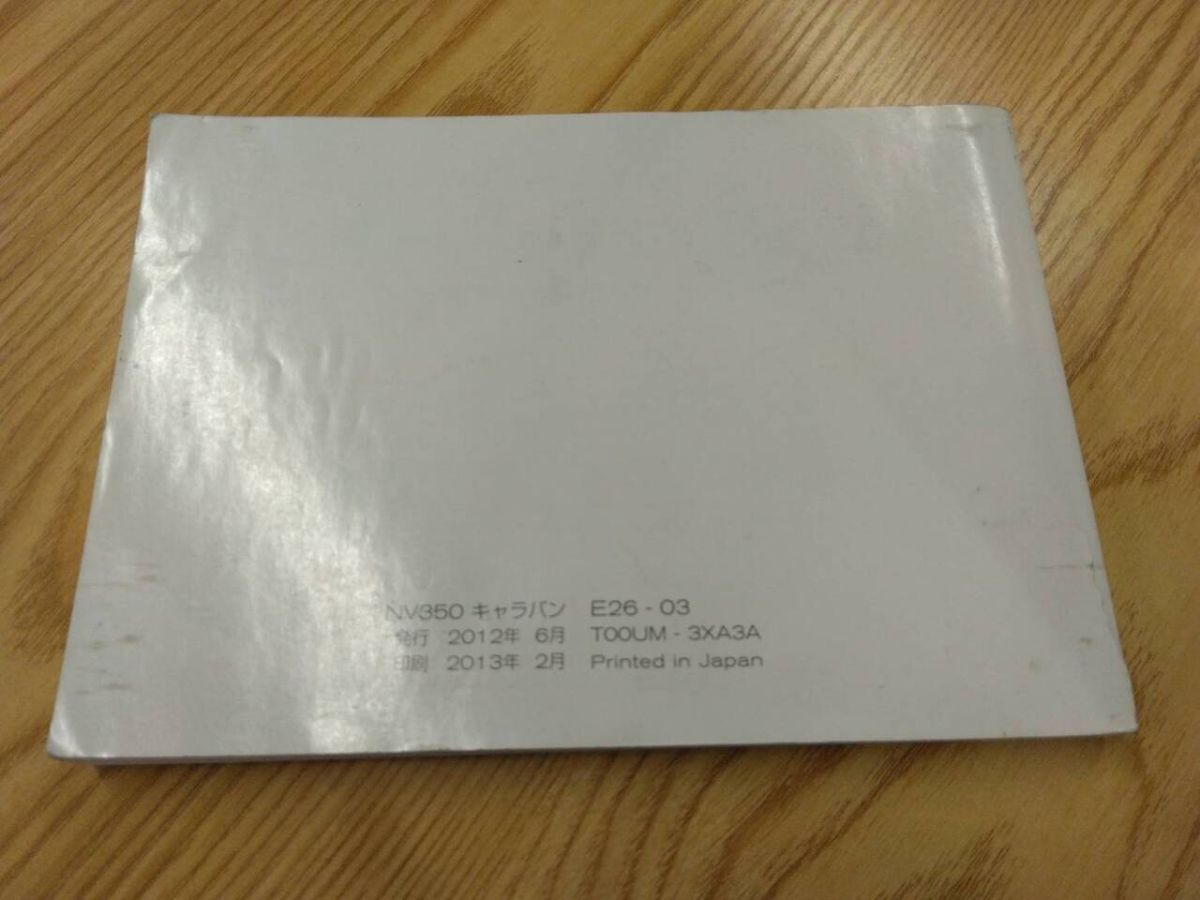 NV350 キャラバン E26 - 03
発行 2012年 6月 T00UM - 3XA3A
印刷 2013年 2月 Printed in Japan